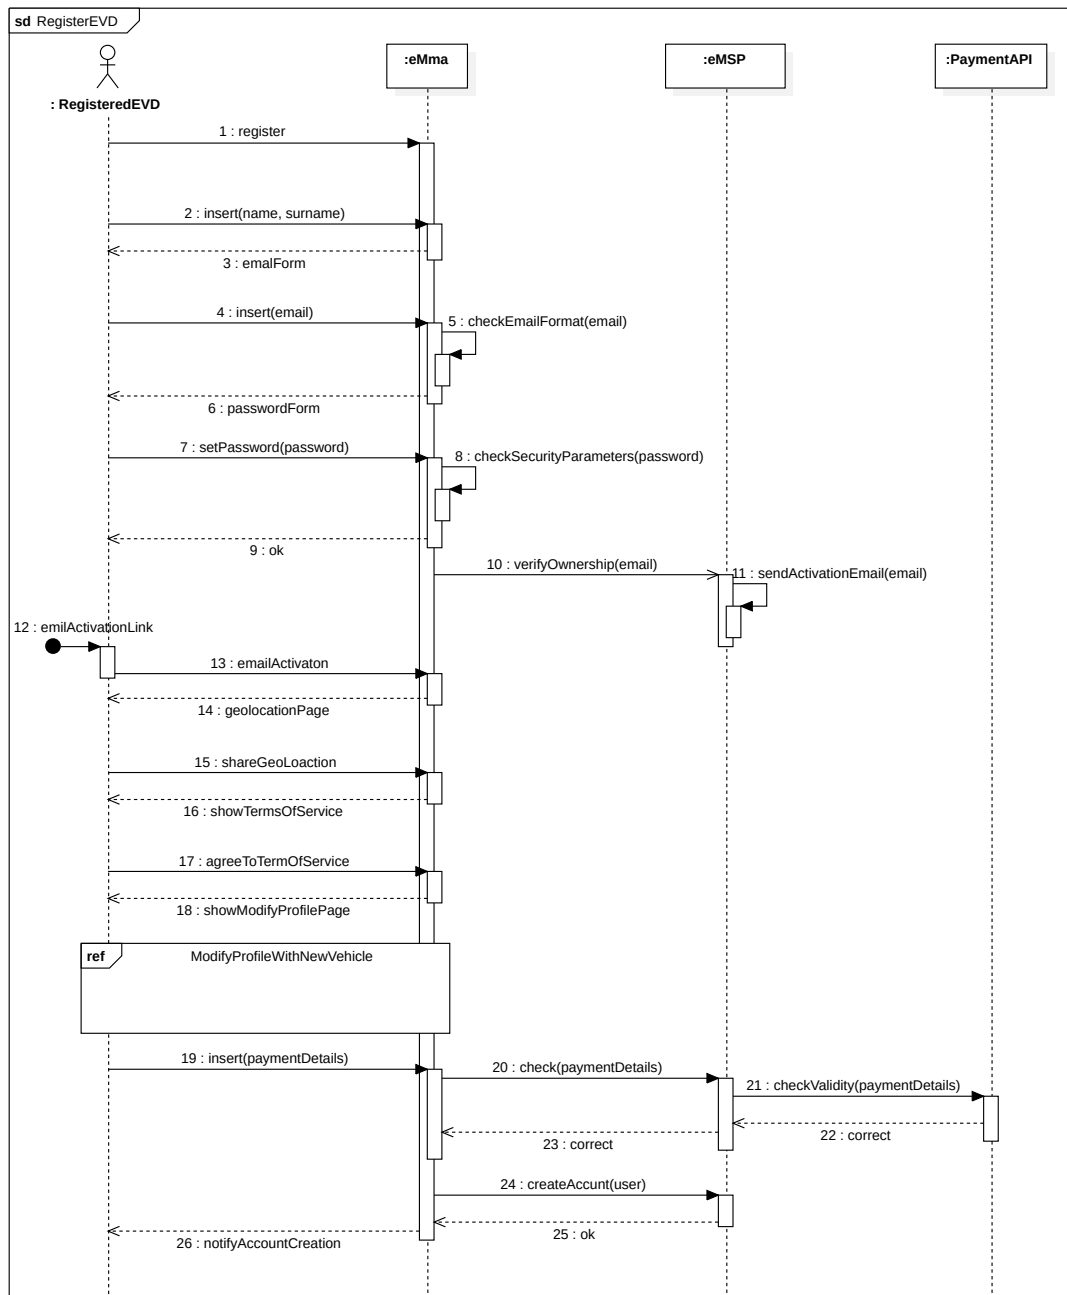 sd RegisterEVD
: RegisteredEVD
:eMma
:eMSP
:PaymentAPI
1 : register
2 : insert(name, surname)
3 : emalForm
4 : insert(email)
5 : checkEmailFormat(email)
6 : passwordForm
7 : setPassword(password)
8 : checkSecurityParameters(password)
9 : ok
10 : verifyOwnership(email)
11 : sendActivationEmail(email)
12 : emilActivationLink
13 : emailActivaton
14 : geolocationPage
15 : shareGeoLoaction
16 : showTermsOfService
17 : agreeToTermOfService
18 : showModifyProfilePage
ref
ModifyProfileWithNewVehicle
19 : insert(paymentDetails)
20 : check(paymentDetails)
21 : checkValidity(paymentDetails)
22 : correct
23 : correct
24 : createAccunt(user)
25 : ok
26 : notifyAccountCreation